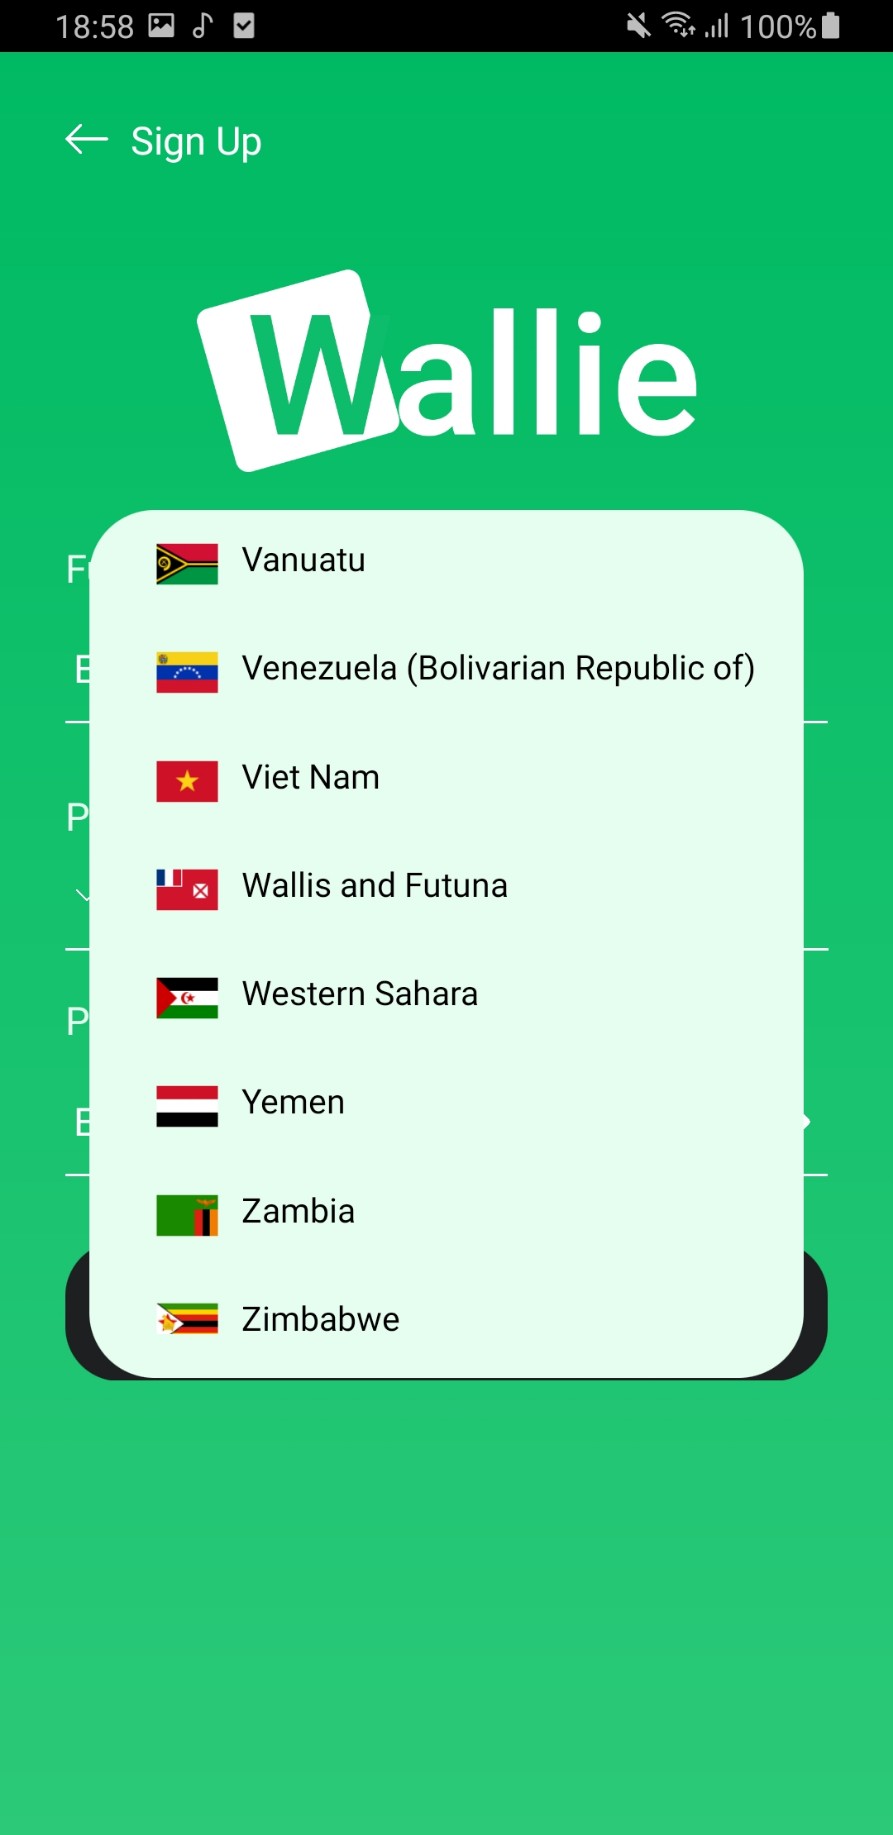 18:58 100%
Sign Up
Wallie
Vanuatu
Venezuela (Bolivarian Republic of)
Viet Nam
Wallis and Futuna
Western Sahara
Yemen
Zambia
Zimbabwe